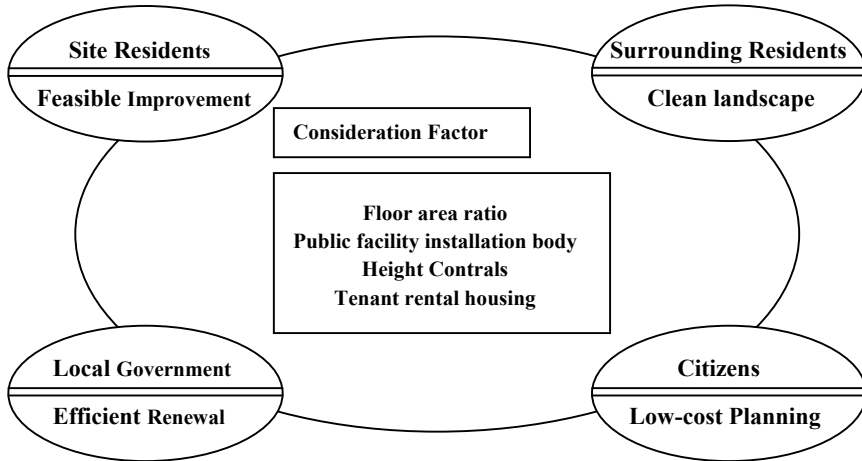 Site Residents
Feasible Improvement
Surrounding Residents
Clean landscape
Consideration Factor
Floor area ratio
Public facility installation body
Height Contrals
Tenant rental housing
Local Government
Efficient Renewal
Citizens
Low-cost Planning